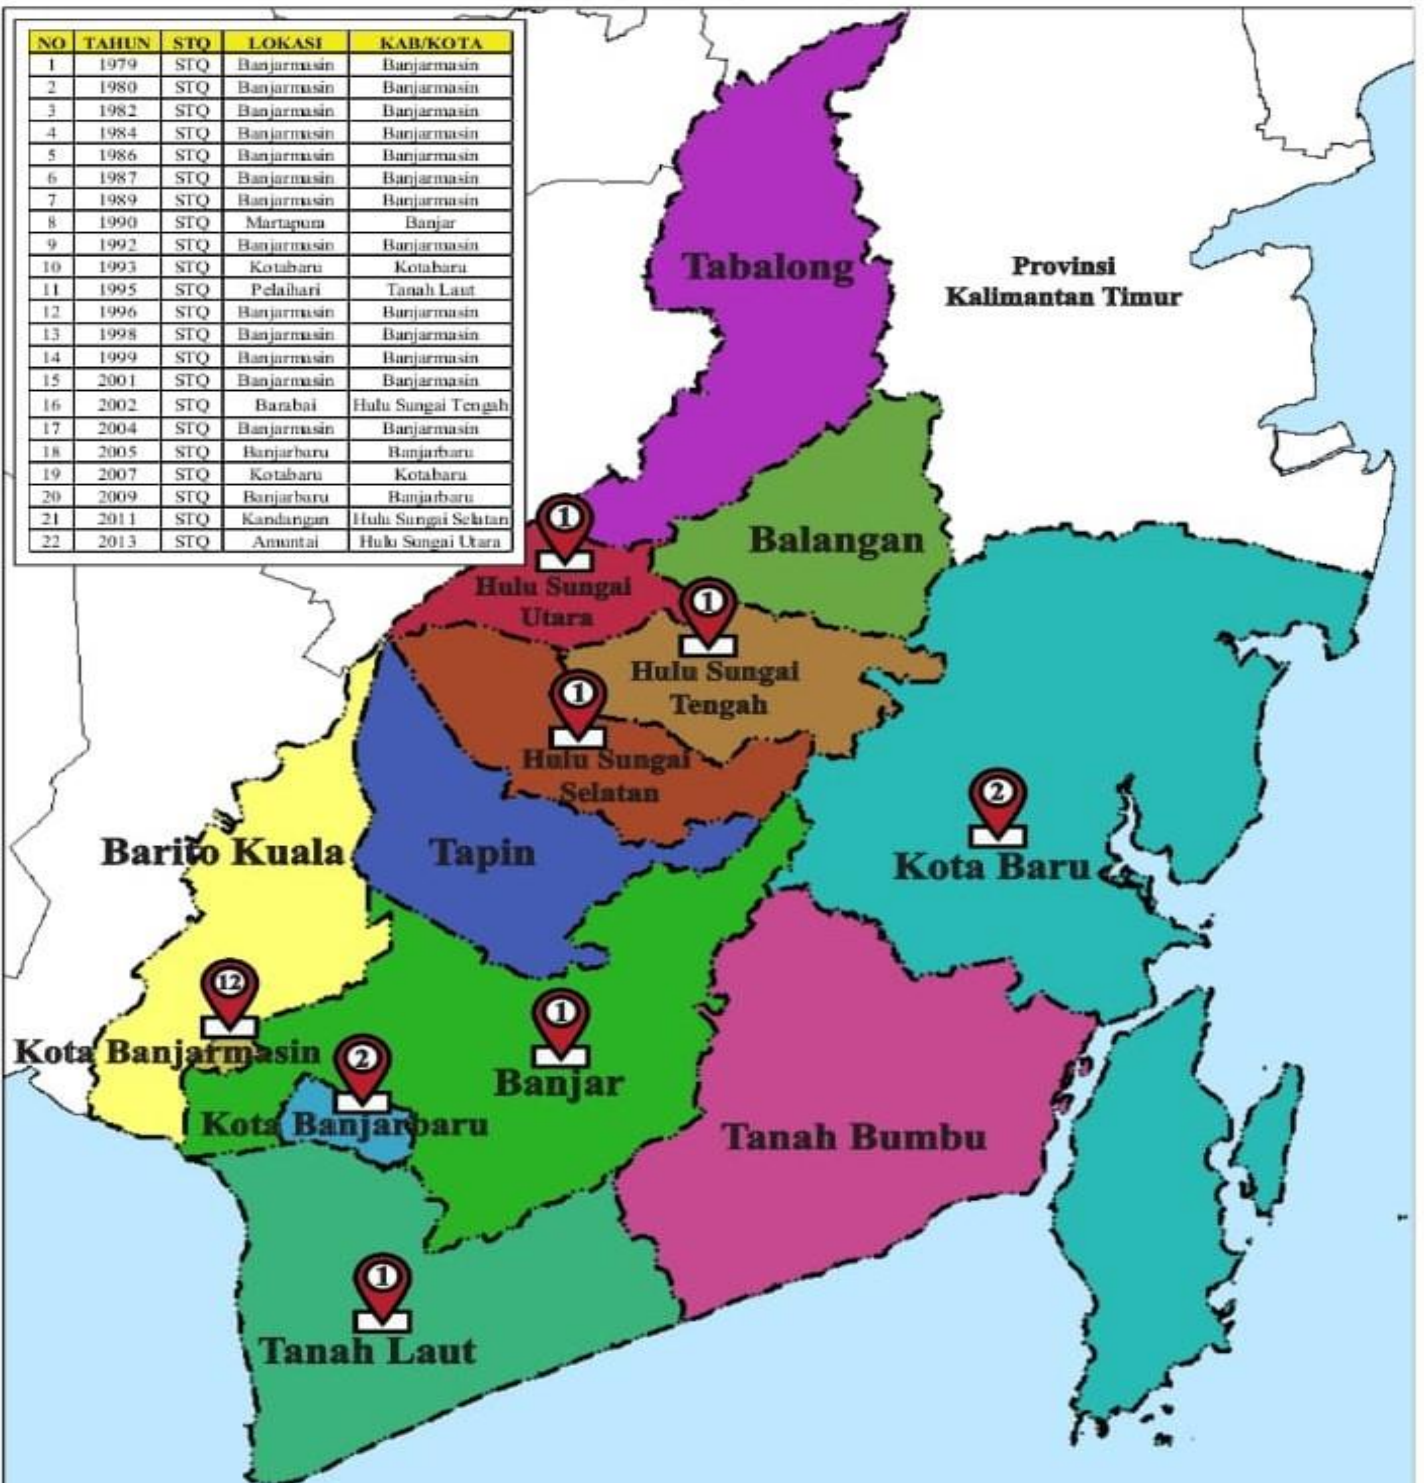 NO TAHUN STQ LOKASI KAB/KOTA
1 1979 STQ Banjarmasin Banjarmasin
2 1980 STQ Banjarmasin Banjarmasin
3 1982 STQ Banjarmasin Banjarmasin
4 1984 STQ Banjarmasin Banjarmasin
5 1986 STQ Banjarmasin Banjarmasin
6 1987 STQ Banjarmasin Banjarmasin
7 1989 STQ Banjarmasin Banjarmasin
8 1990 STQ Martapura Banjar
9 1992 STQ Banjarmasin Banjarmasin
10 1993 STQ Kotabaru Kotabaru
11 1995 STQ Pelaihari Tanah Laut
12 1996 STQ Banjarmasin Banjarmasin
13 1998 STQ Banjarmasin Banjarmasin
14 1999 STQ Banjarmasin Banjarmasin
15 2001 STQ Banjarmasin Banjarmasin
16 2002 STQ Barabai Hulu Sungai Tengah
17 2004 STQ Banjarmasin Banjarmasin
18 2005 STQ Banjarbaru Banjarbaru
19 2007 STQ Kotabaru Kotabaru
20 2009 STQ Banjarbaru Banjarbaru
21 2011 STQ Kandangan Hulu Sungai Selatan
22 2013 STQ Amuntai Hulu Sungai Utara
Tabalong
Provinsi
Kalimantan Timur
1
Balangan
Hulu Sungai
Utara
1
Hulu Sungai
Tengah
1
Hulu Sungai
Selatan
2
Kota Baru
Barito Kuala
Tapin
12
Kota Banjarmasin
2
Kota Banjarbaru
1
Banjar
Tanah Bumbu
1
Tanah Laut